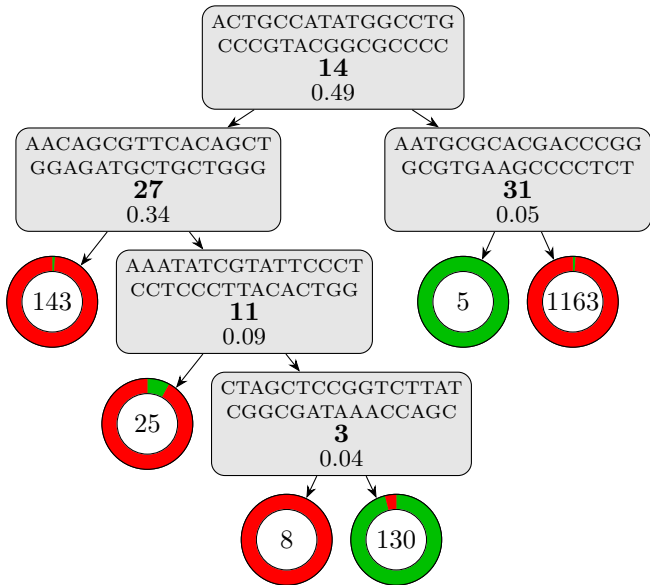 ACTGCCATATGGCCTG
CCCGTACGGCGCCCC
14
0.49
AACAGCGTTCACAGCT
GGAGATGCTGCTGGG
27
0.34
AATGCGCACGACCCGG
GCGTGAAGCCCCTCT
31
0.05
143
AAATATCGTATTCCCT
CCTCCCTTACACTGG
11
0.09
5
1163
25
CTAGCTCCGGTCTTAT
CGGCGATAAACCAGC
3
0.04
8
130